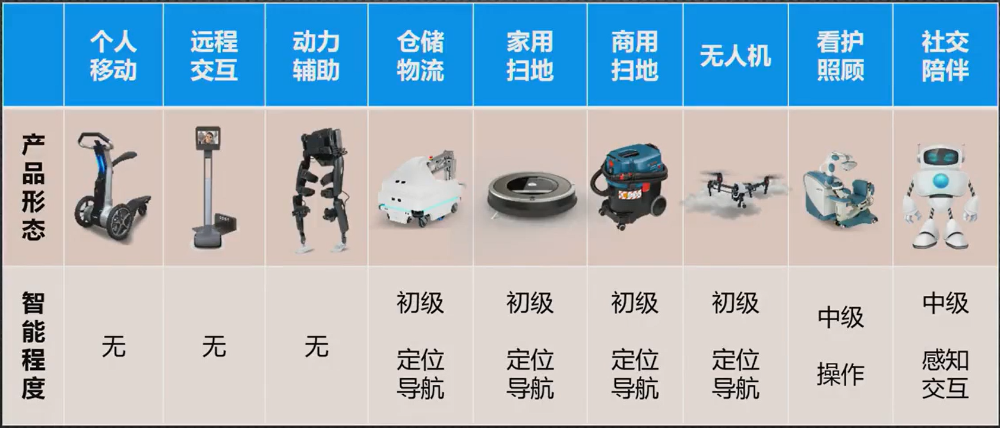 个人
移动
远程
交互
动力
辅助
仓储
物流
家用
扫地
商用
扫地
无人机
看护
照顾
社交
陪伴
产品形态
智能程度
无
无
无
初级
定位
导航
初级
定位
导航
初级
定位
导航
初级
定位
导航
中级
操作
中级
感知
交互